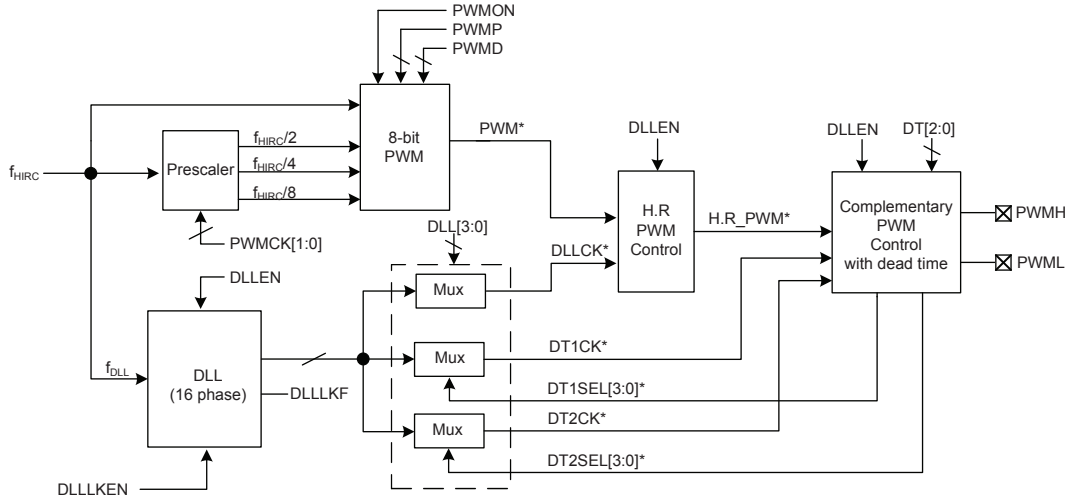 PWMON
PWMP
PWMD
f_HIRC
Prescaler
f_HIRC/2
f_HIRC/4
f_HIRC/8
PWMCK[1:0]
8-bit
PWM
PWM*
DLLEN
H.R
PWM
Control
H.R_PWM*
DLLEN
DT[2:0]
Complementary
PWM
Control
with dead time
PWMH
PWML
DLL[3:0]
DLLCK*
Mux
DLLEN
f_DLL
DLL
(16 phase)
DLLLKF
DLLLKEN
Mux
DT1CK*
DT1SEL[3:0]*
Mux
DT2CK*
DT2SEL[3:0]*